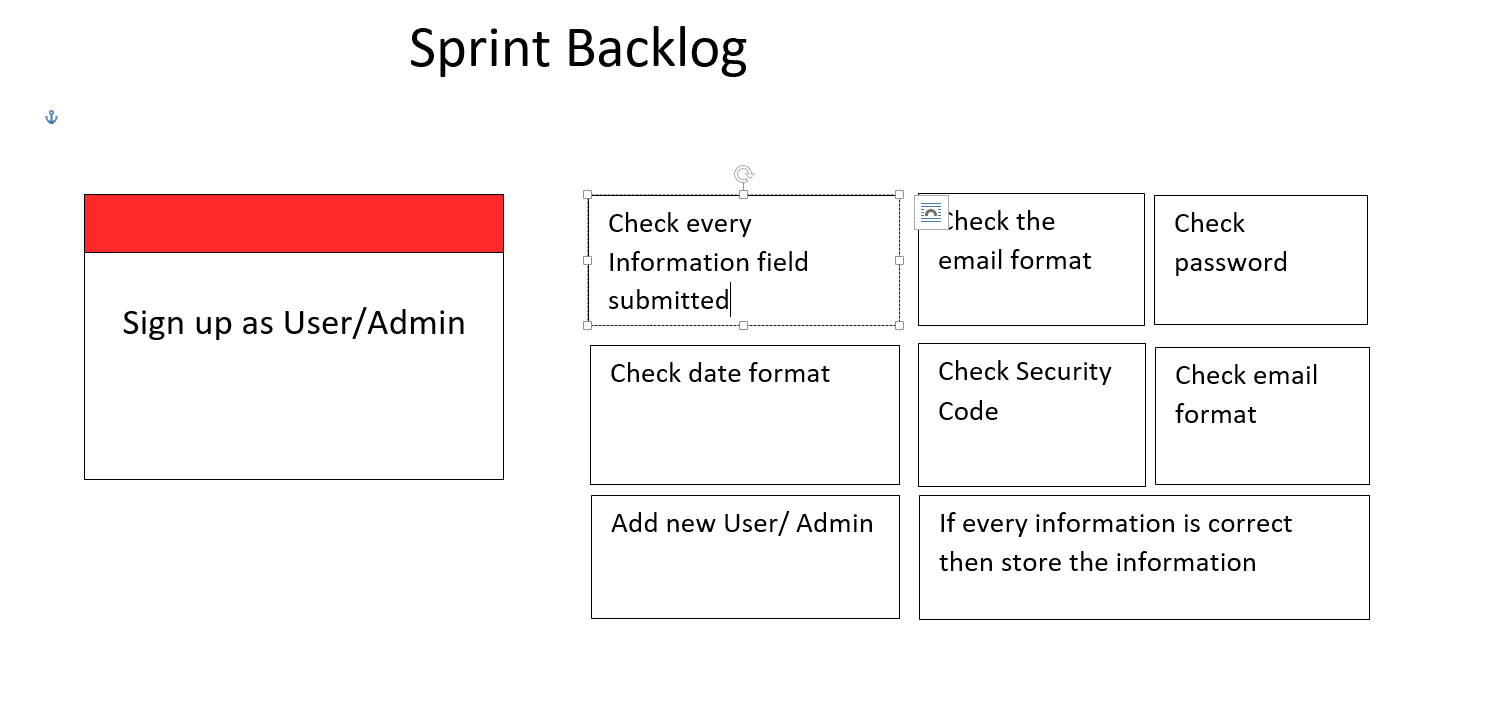 Sprint Backlog
Sign up as User/Admin
Check every
Information field
submitted
Check the
email format
Check
password
Check date format
Check Security
Code
Check email
format
Add new User/ Admin
If every information is correct
then store the information